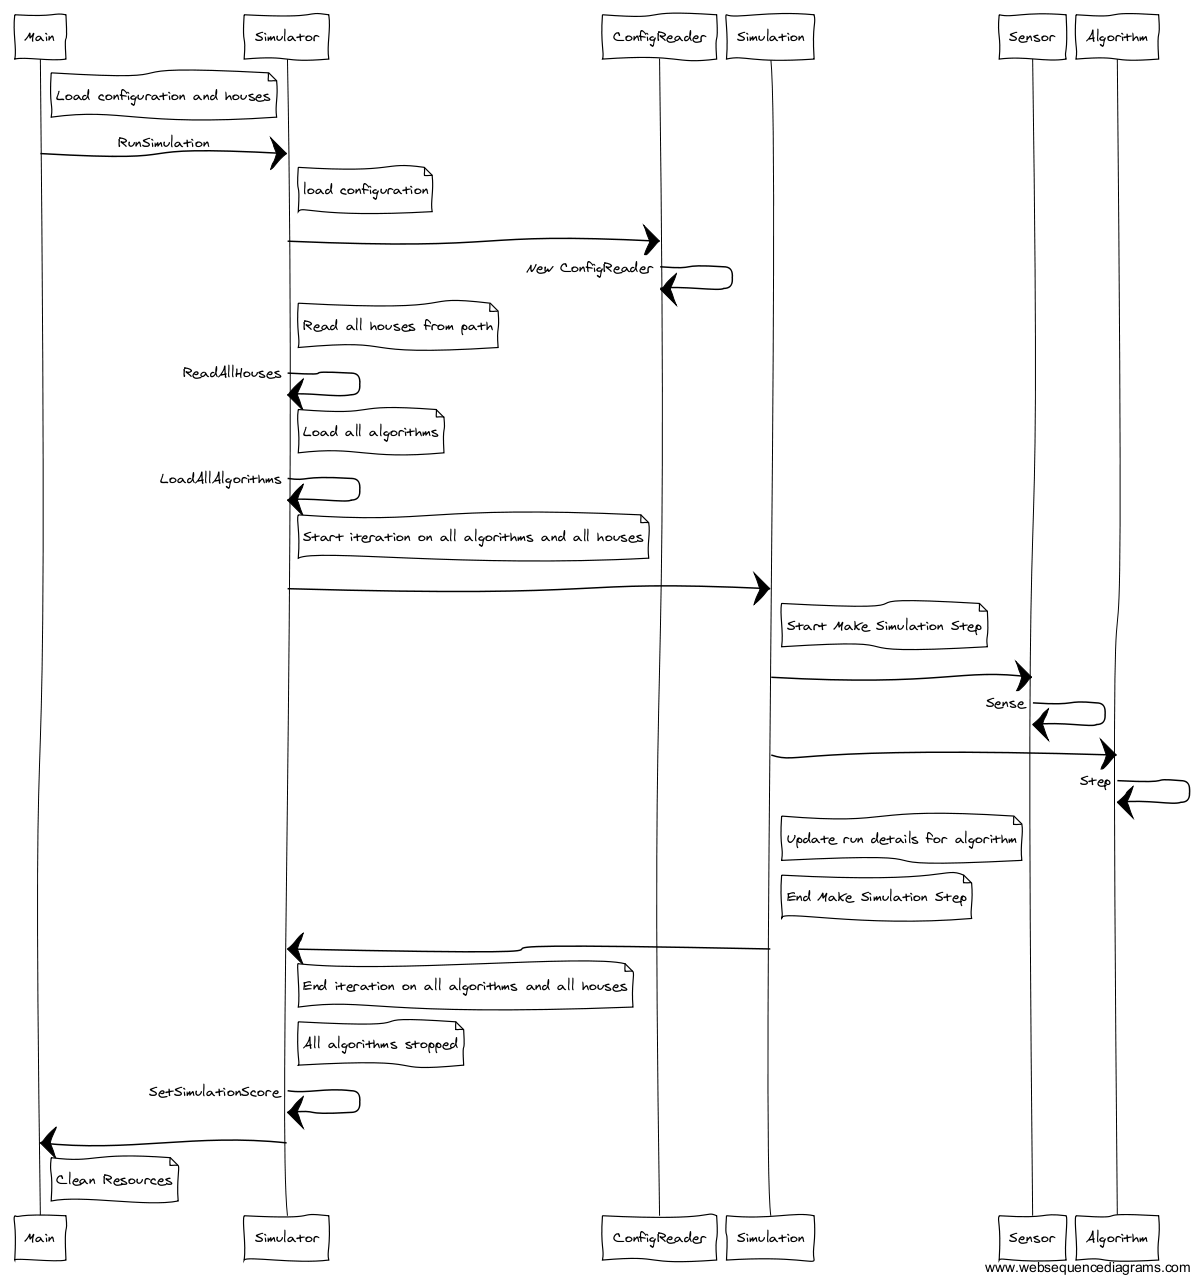 Main
Simulator
ConfigReader
Simulation
Sensor
Algorithm
Load configuration and houses
RunSimulation
load configuration
New ConfigReader
Read all houses from path
ReadAllHouses
Load all algorithms
LoadAllAlgorithms
Start iteration on all algorithms and all houses
Start Make Simulation Step
Sense
Step
Update run details for algorithm
End Make Simulation Step
End iteration on all algorithms and all houses
All algorithms stopped
SetSimulationScore
Clean Resources
Main
Simulator
ConfigReader
Simulation
Sensor
Algorithm
www.websequencediagrams.com